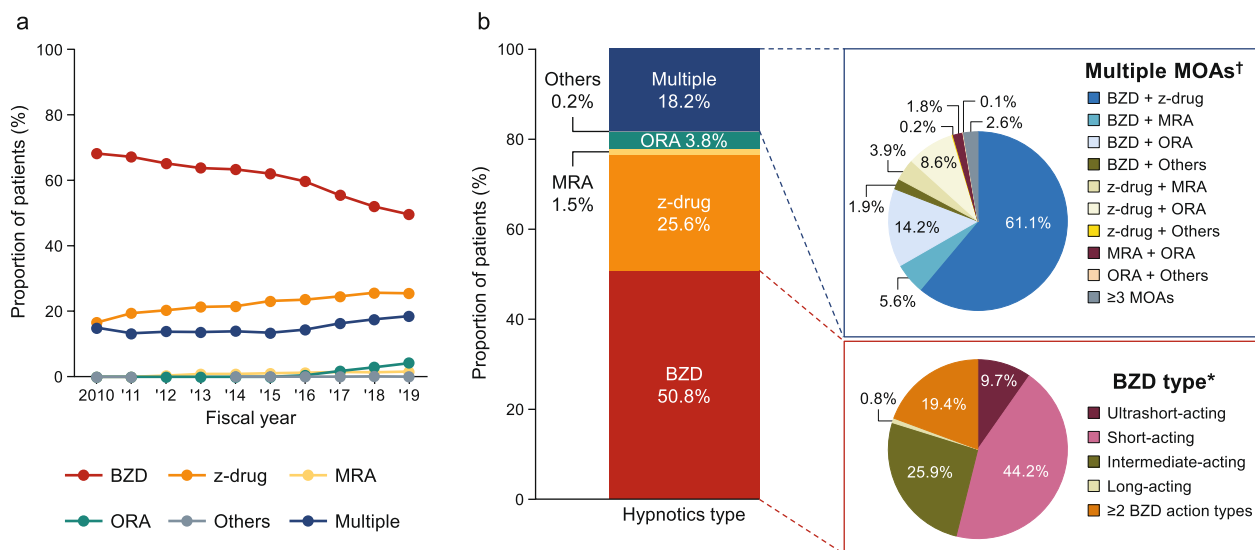 a
100
80
60
40
20
0
Proportion of patients (%)
2010 '11 '12 '13 '14 '15 '16 '17 '18 '19
Fiscal year
BZD z-drug MRA
ORA Others Multiple
b
100
80
60
40
20
0
Proportion of patients (%)
Others
0.2%
MRA
1.5%
Multiple
18.2%
ORA 3.8%
z-drug
25.6%
BZD
50.8%
Hypnotics type
Multiple MOAs†
BZD + z-drug
BZD + MRA
BZD + ORA
BZD + Others
z-drug + MRA
z-drug + ORA
z-drug + Others
MRA + ORA
ORA + Others
≥3 MOAs
1.8%
0.1%
0.2%
2.6%
3.9%
8.6%
1.9%
14.2%
61.1%
5.6%
BZD type*
Ultrashort-acting
Short-acting
Intermediate-acting
Long-acting
≥2 BZD action types
9.7%
19.4%
0.8%
44.2%
25.9%